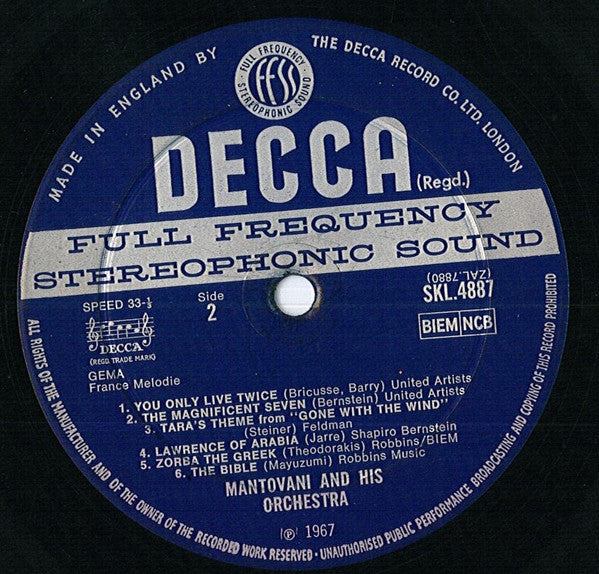 MADE IN ENGLAND BY
THE DECCA RECORD CO. LTD. LONDON
FULL FREQUENCY
FFSS
STEREOPHONIC SOUND
DECCA (Regd.)
FULL FREQUENCY
STEREOPHONIC SOUND
SPEED 33-⅓
Side
2
(ZAL.7880)
SKL.4887
DECCA
(REGD. TRADE MARK)
BIEM NCB
GEMA
France Melodie
1. YOU ONLY LIVE TWICE (Bricusse, Barry) United Artists
2. THE MAGNIFICENT SEVEN (Bernstein) United Artists
3. TARA'S THEME from "GONE WITH THE WIND"
(Steiner) Feldman
4. LAWRENCE OF ARABIA (Jarre) Shapiro Bernstein
5. ZORBA THE GREEK (Theodorakis) Robbins/BIEM
6. THE BIBLE (Mayuzumi) Robbins Music
MANTOVANI AND HIS
ORCHESTRA
℗ 1967
ALL RIGHTS OF THE MANUFACTURER AND OF THE OWNER OF THE RECORDED WORK RESERVED · UNAUTHORISED PUBLIC PERFORMANCE BROADCASTING AND COPYING OF THIS RECORD PROHIBITED